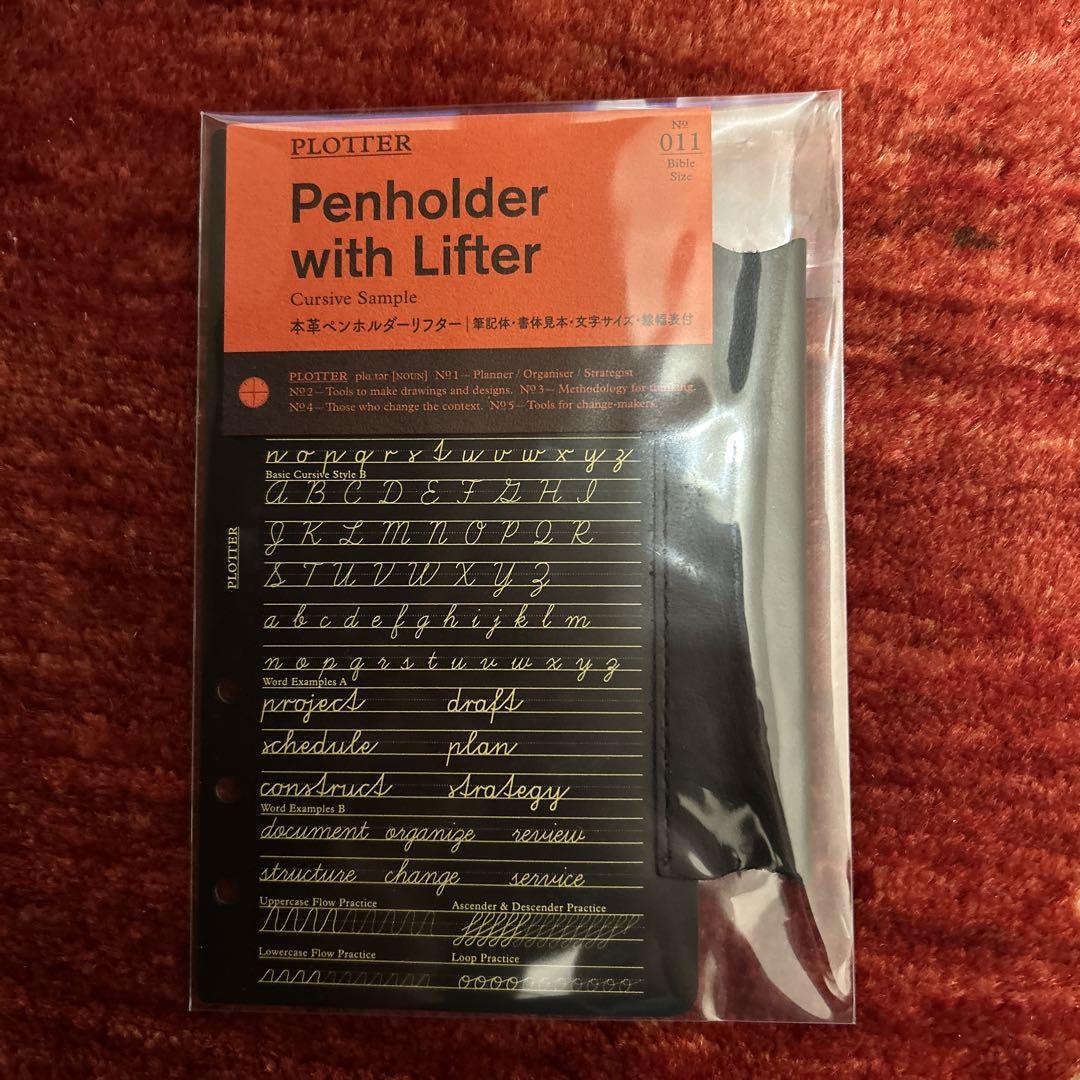 PLOTTER
Nº
011
Bible
Size
Penholder
with Lifter
Cursive Sample
本革ペンホルダーリフター｜筆記体・書体見本・文字サイズ・線幅表付
PLOTTER plɑ.tər [NOUN] Nº1 — Planner / Organiser / Strategist
Nº2 — Tools to make drawings and designs. Nº3 — Methodology for thinking.
Nº4 — Those who change the context. Nº5 — Tools for change-makers.
n o p q r s t u v w x y z
Basic Cursive Style B
A B C D E F G H I
J K L M N O P Q R
S T U V W X Y Z
a b c d e f g h i j k l m
n o p q r s t u v w x y z
Word Examples A
project draft
schedule plan
construct strategy
Word Examples B
document organize review
structure change service
Uppercase Flow Practice Ascender & Descender Practice
Lowercase Flow Practice Loop Practice
PLOTTER